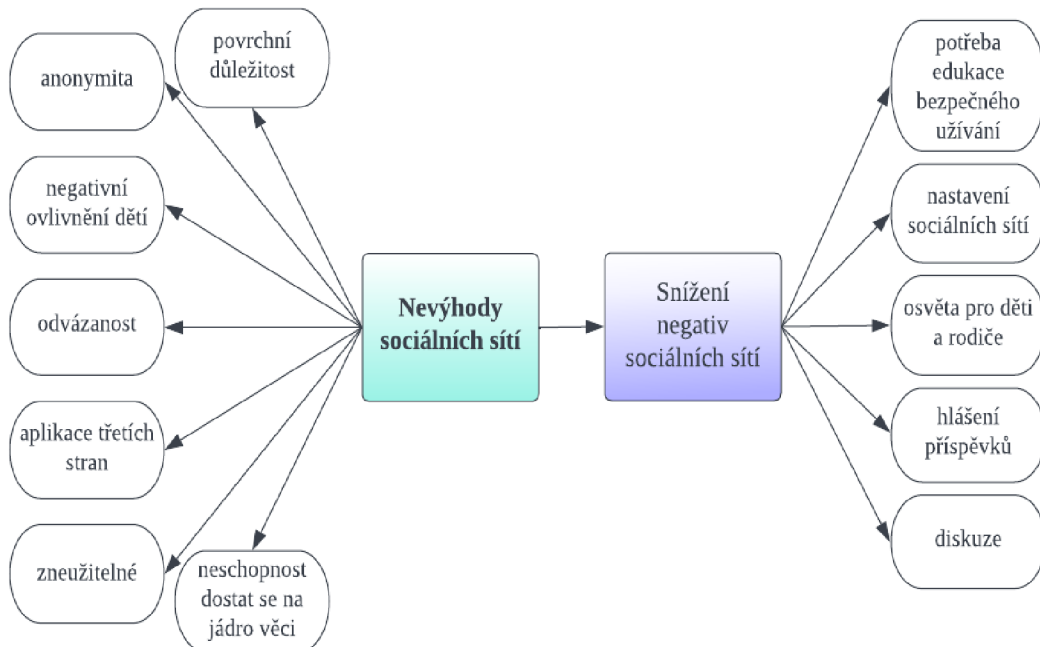 povrchní
důležitost
anonymita
negativní
ovlivnění dětí
odvázanost
aplikace třetích
stran
zneužitelné
neschopnost
dostat se na
jádro věci
Nevýhody
sociálních sítí
Snížení
negativ
sociálních sítí
potřeba
edukace
bezpečného
užívání
nastavení
sociálních sítí
osvěta pro děti
a rodiče
hlášení
příspěvků
diskuze